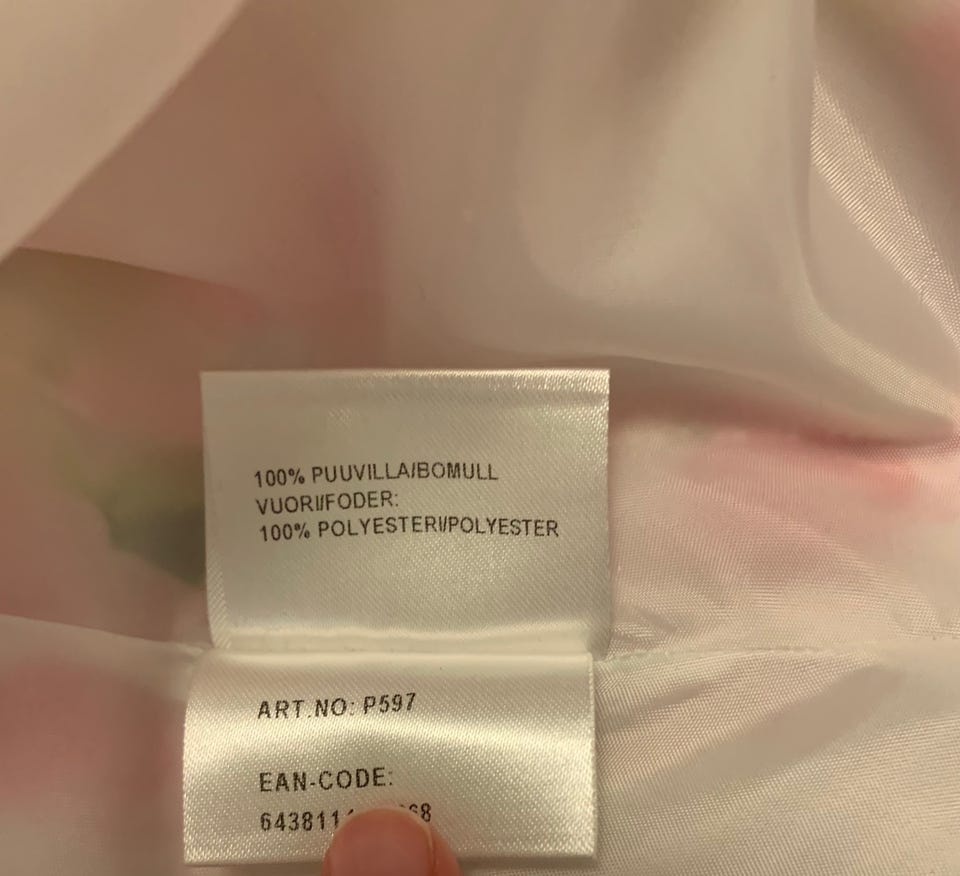 100% PUUVILLA/BOMULL
VUORI/FODER:
100% POLYESTERI/POLYESTER
ART.NO: P597
EAN-CODE: